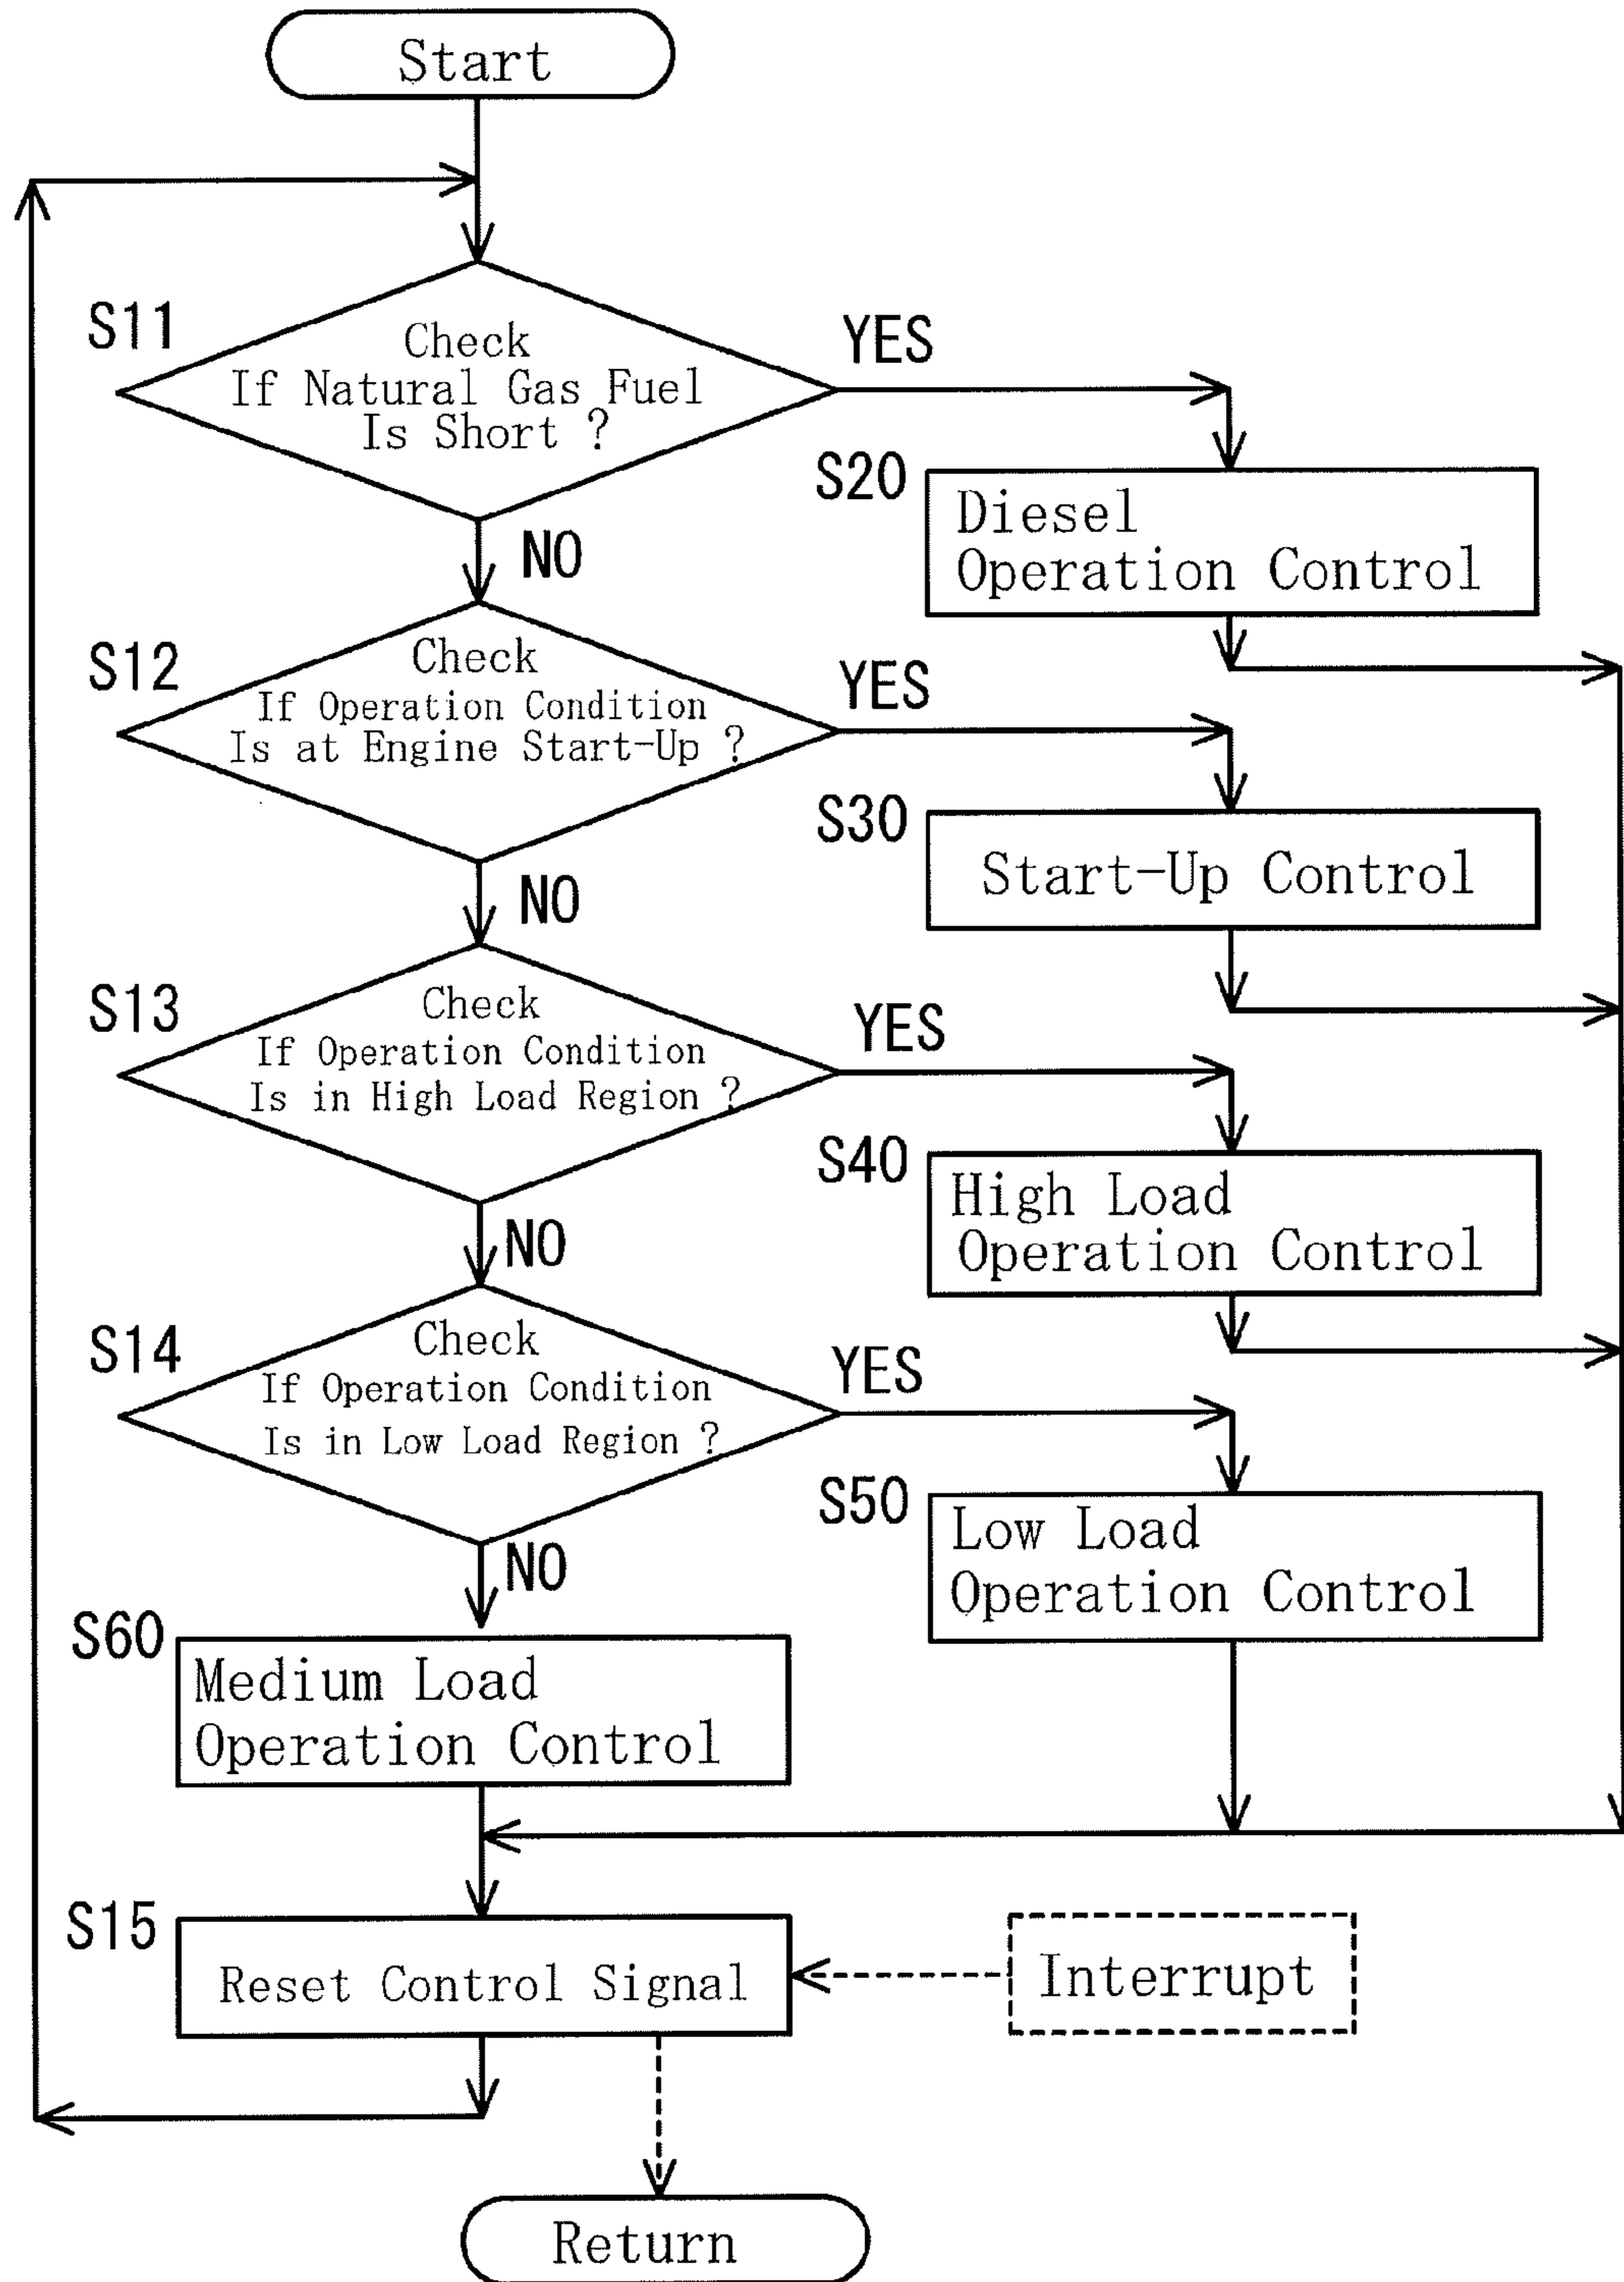 Start
S11
Check
If Natural Gas Fuel
Is Short ?
YES
NO
S20
Diesel
Operation Control
S12
Check
If Operation Condition
Is at Engine Start-Up ?
YES
NO
S30
Start-Up Control
S13
Check
If Operation Condition
Is in High Load Region ?
YES
NO
S40
High Load
Operation Control
S14
Check
If Operation Condition
Is in Low Load Region ?
YES
NO
S50
Low Load
Operation Control
S60
Medium Load
Operation Control
S15
Reset Control Signal
Interrupt
Return